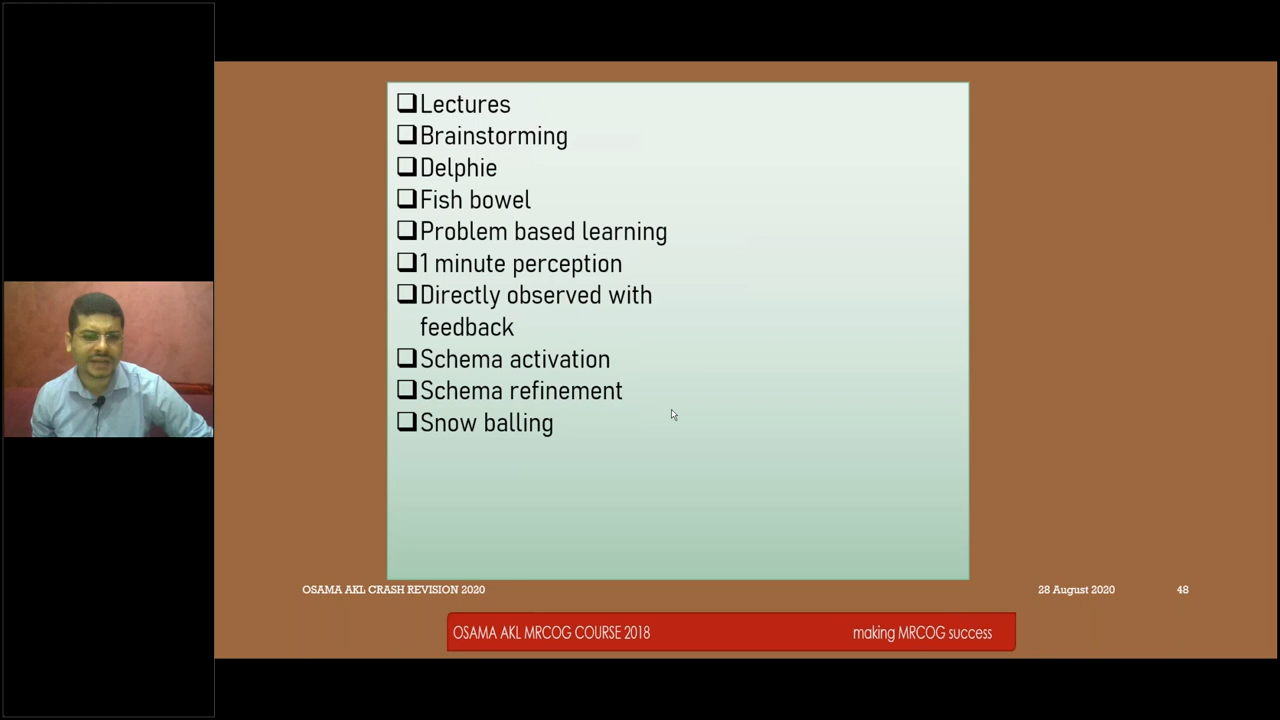 Lectures
Brainstorming
Delphie
Fish bowel
Problem based learning
1 minute perception
Directly observed with
feedback
Schema activation
Schema refinement
Snow balling
OSAMA AKL CRASH REVISION 2020 28 August 2020 48
OSAMA AKL MRCOG COURSE 2018 making MRCOG success